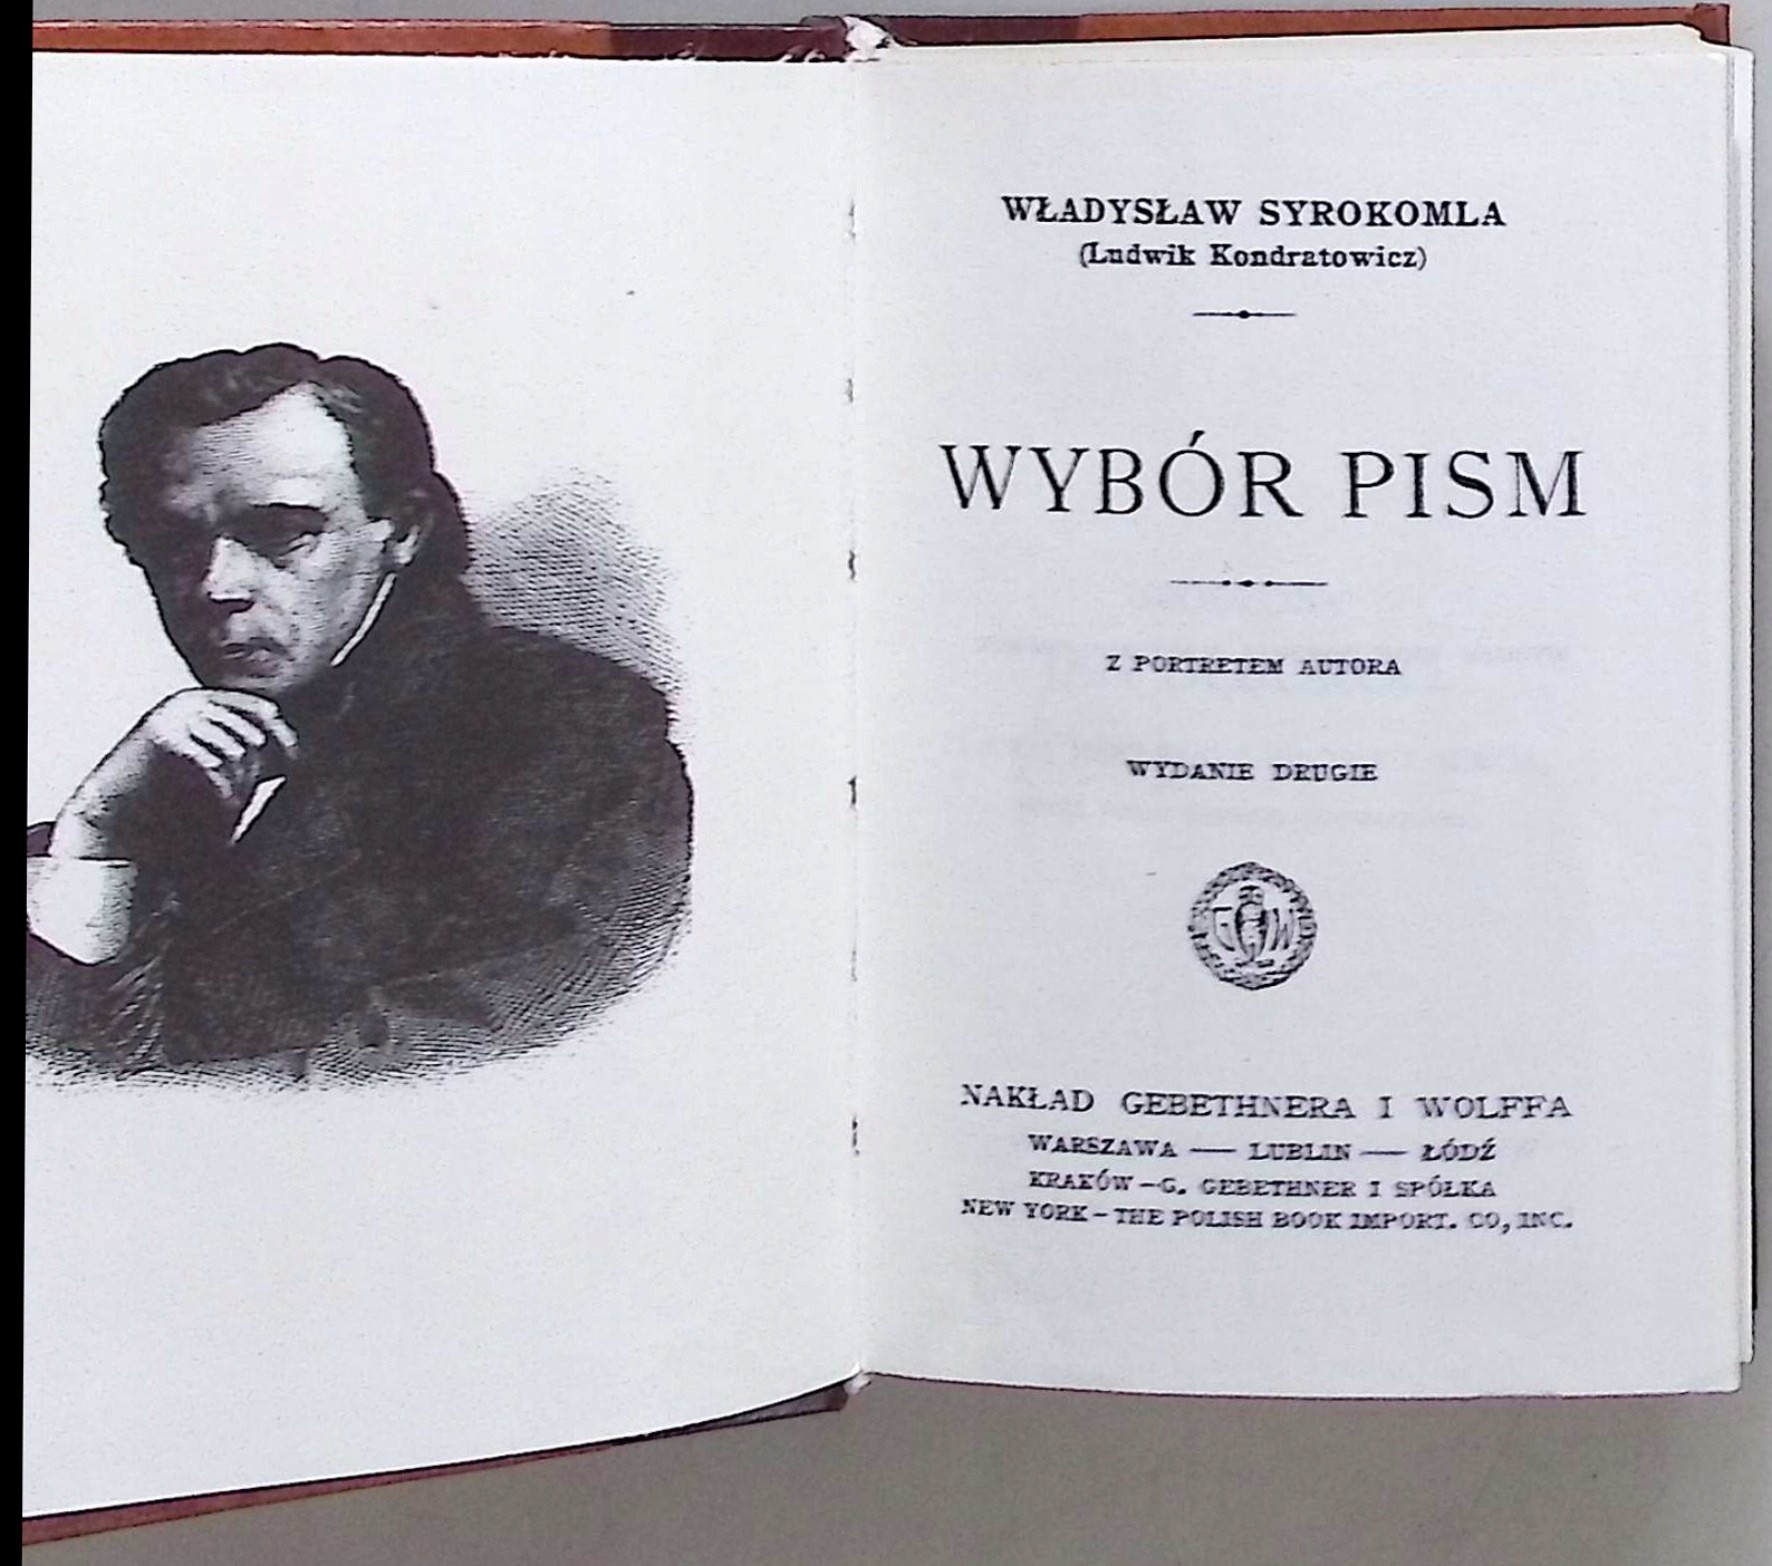 WŁADYSŁAW SYROKOMLA
(Ludwik Kondratowicz)
WYBÓR PISM
Z PORTRETEM AUTORA
WYDANIE DRUGIE
G W
NAKŁAD GEBETHNERA I WOLFFA
WARSZAWA — LUBLIN — ŁÓDŹ
KRAKÓW – G. GEBETHNER I SPÓŁKA
NEW YORK – THE POLISH BOOK IMPORT. CO, INC.